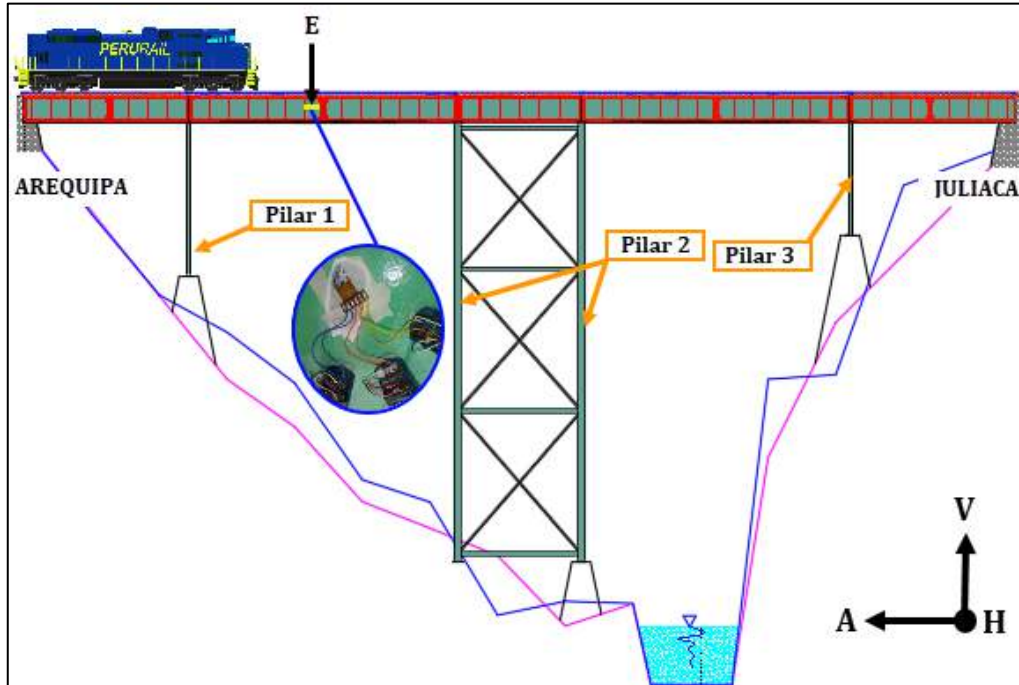 E
PERURAIL
AREQUIPA
JULIACA
Pilar 1
Pilar 2
Pilar 3
V
A
H